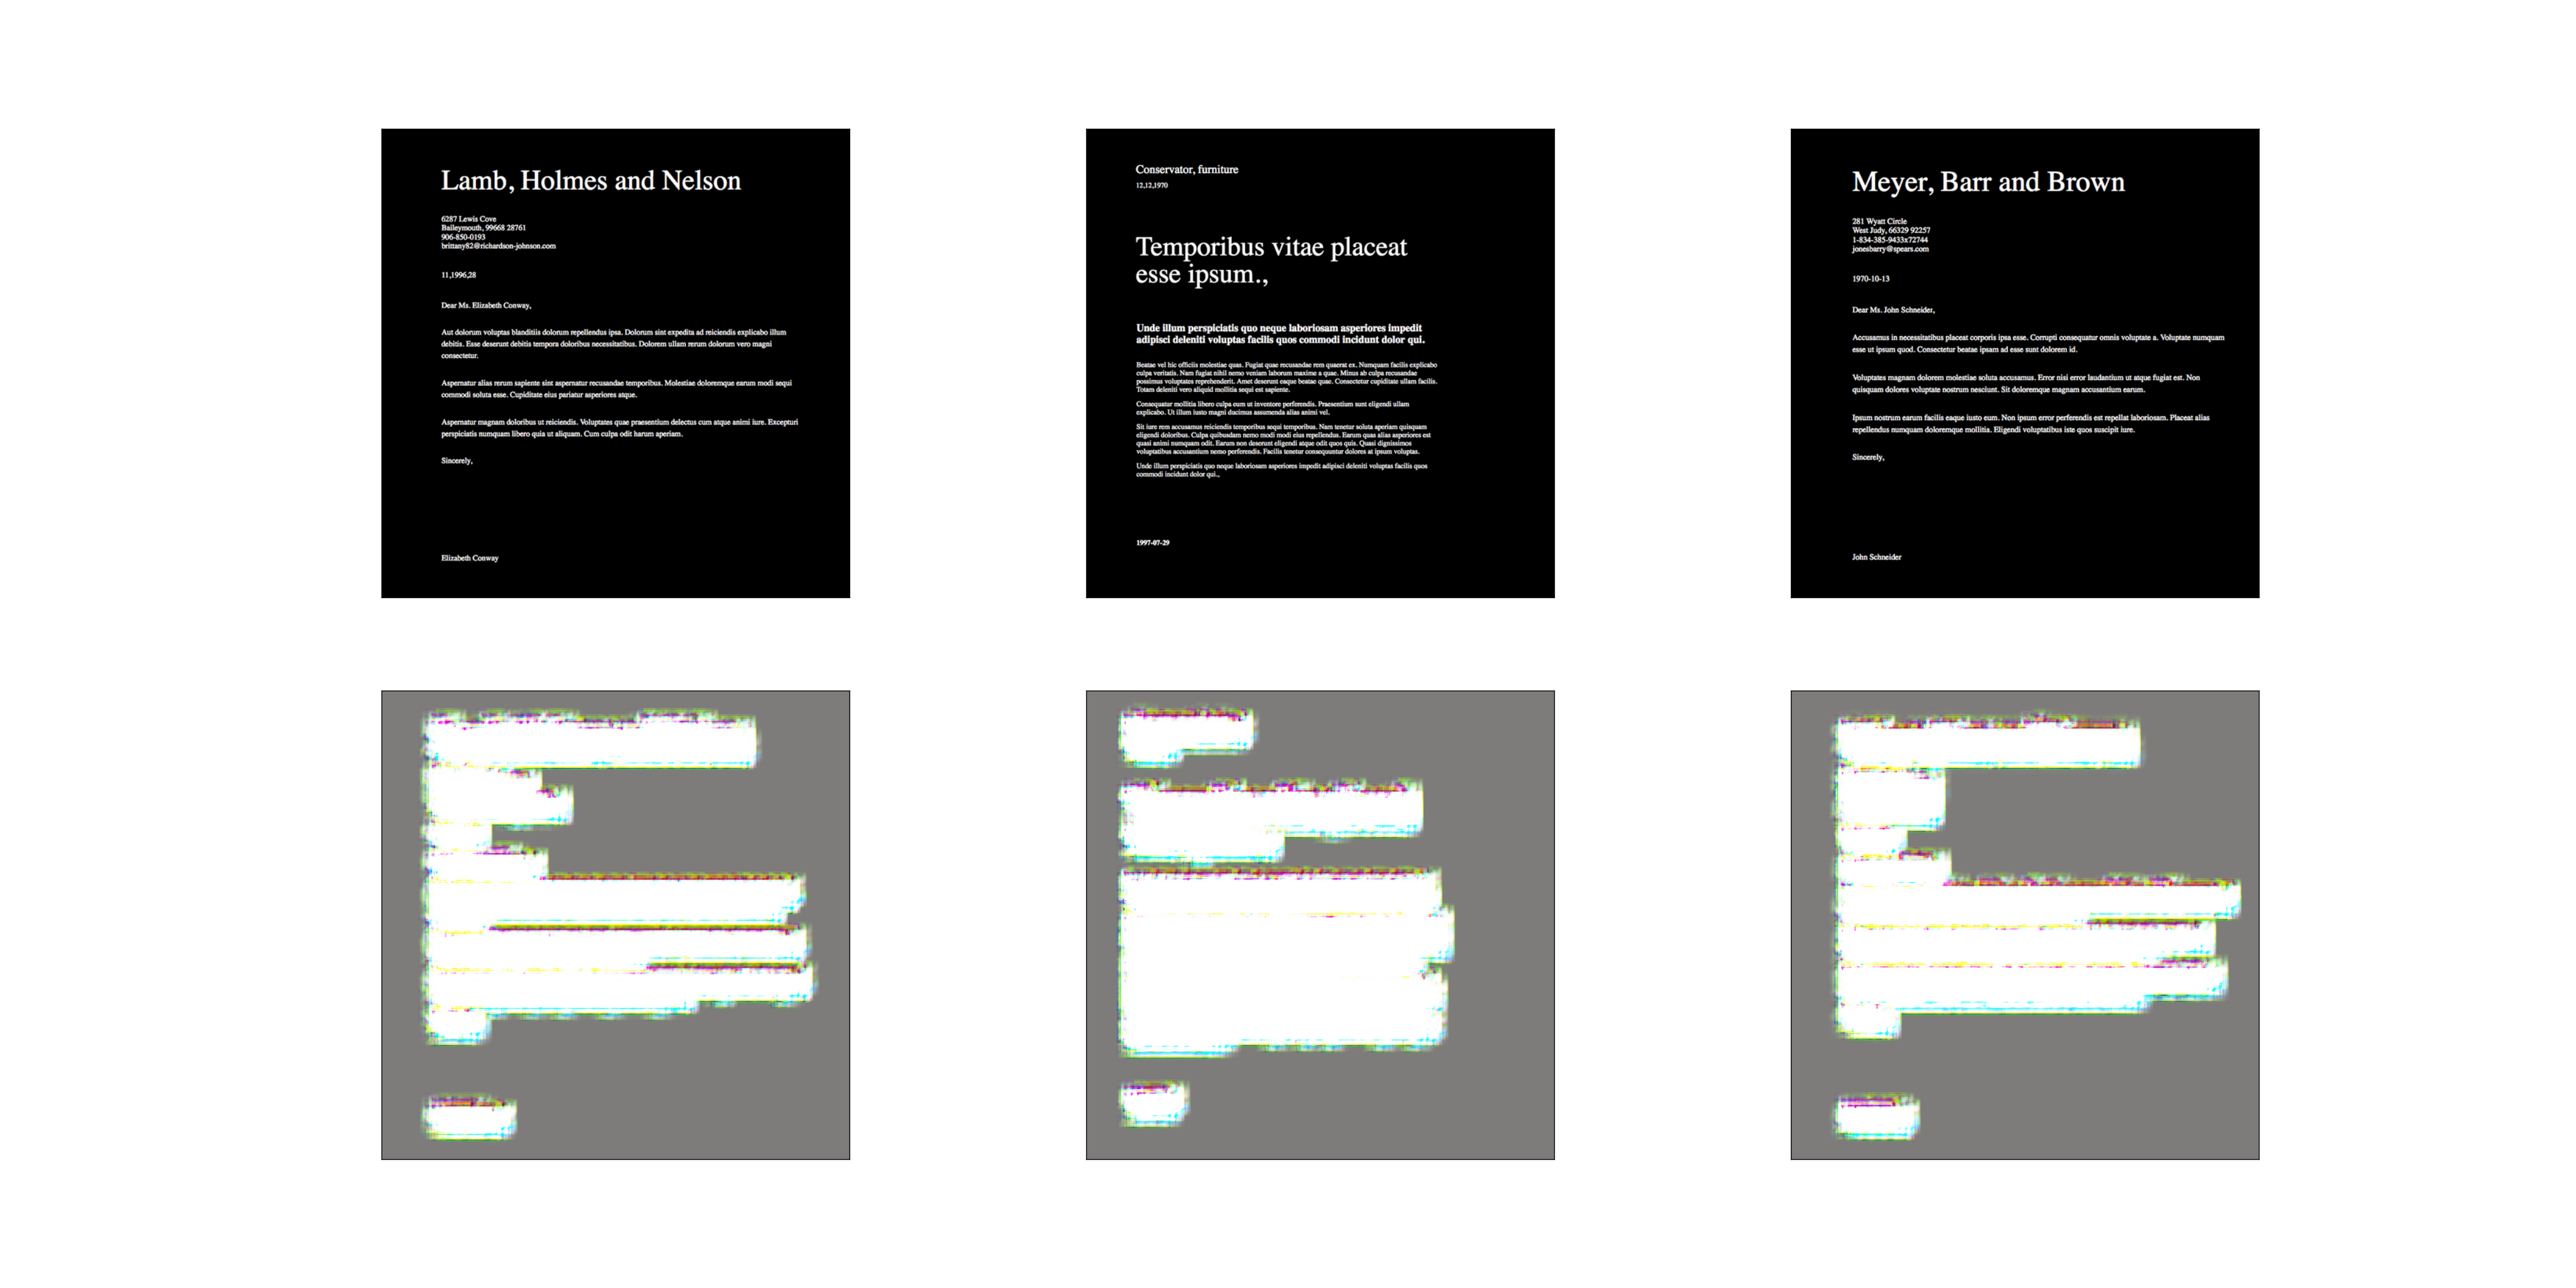 Lamb, Holmes and Nelson
6287 Lewis Cove
Baileymouth, 99668 28761
906-850-0193
brittany82@richardson-johnson.com
11,1996,28
Dear Ms. Elizabeth Conway,
Aut dolorum voluptas blanditiis dolorum repellendus ipsa. Dolorum sint expedita ad reiciendis explicabo illum
debitis. Esse deserunt debitis tempora doloribus necessitatibus. Dolorem ullam rerum dolorum vero magni
consectetur.
Aspernatur alias rerum sapiente sint aspernatur recusandae temporibus. Molestiae doloremque earum modi sequi
commodi soluta esse. Cupiditate eius pariatur asperiores atque.
Aspernatur magnam doloribus ut reiciendis. Voluptates quae praesentium delectus cum atque animi iure. Excepturi
perspiciatis numquam libero quia ut aliquam. Cum culpa odit harum aperiam.
Sincerely,
Elizabeth Conway
Conservator, furniture
12,12,1970
Temporibus vitae placeat
esse ipsum.,
Unde illum perspiciatis quo neque laboriosam asperiores impedit
adipisci deleniti voluptas facilis quos commodi incidunt dolor qui.
Beatae vel hic officiis molestiae quas. Fugiat quae recusandae rem quaerat ex. Numquam facilis explicabo
culpa veritatis. Nam fugiat nihil nemo veniam laborum maxime a quae. Minus ab culpa recusandae
possimus voluptates reprehenderit. Amet deserunt eaque beatae quae. Consectetur cupiditate ullam facilis.
Totam deleniti vero aliquid mollitia sequi est sapiente.
Consequatur mollitia libero culpa cum ut inventore perferendis. Praesentium sunt eligendi ullam
explicabo. Ut illum iusto magni ducimus assumenda alias animi vel.
Sit iure rem accusamus reiciendis temporibus sequi temporibus. Nam tenetur soluta aperiam quisquam
eligendi doloribus. Culpa quibusdam nemo modi modi eius repellendus. Earum quas alias asperiores est
quasi animi numquam odit. Earum non deserunt eligendi atque odit quos quis. Quasi dignissimos
voluptatibus accusantium nemo perferendis. Facilis tenetur consequuntur dolores at ipsum voluptas.
Unde illum perspiciatis quo neque laboriosam asperiores impedit adipisci deleniti voluptas facilis quos
commodi incidunt dolor qui.,
1997-07-29
Meyer, Barr and Brown
281 Wyatt Circle
West Judy, 66329 92257
1-834-385-9433x72744
jonesbarry@spears.com
1970-10-13
Dear Ms. John Schneider,
Accusamus in necessitatibus placeat corporis ipsa esse. Corrupti consequatur omnis voluptate a. Voluptate numquam
esse ut ipsum quod. Consectetur beatae ipsam ad esse sunt dolorem id.
Voluptates magnam dolorem molestiae soluta accusamus. Error nisi error laudantium ut atque fugiat est. Non
quisquam dolores voluptate nostrum nesciunt. Sit doloremque magnam accusantium earum.
Ipsum nostrum earum facilis eaque iusto eum. Non ipsum error perferendis est repellat laboriosam. Placeat alias
repellendus numquam doloremque mollitia. Eligendi voluptatibus iste quos suscipit iure.
Sincerely,
John Schneider